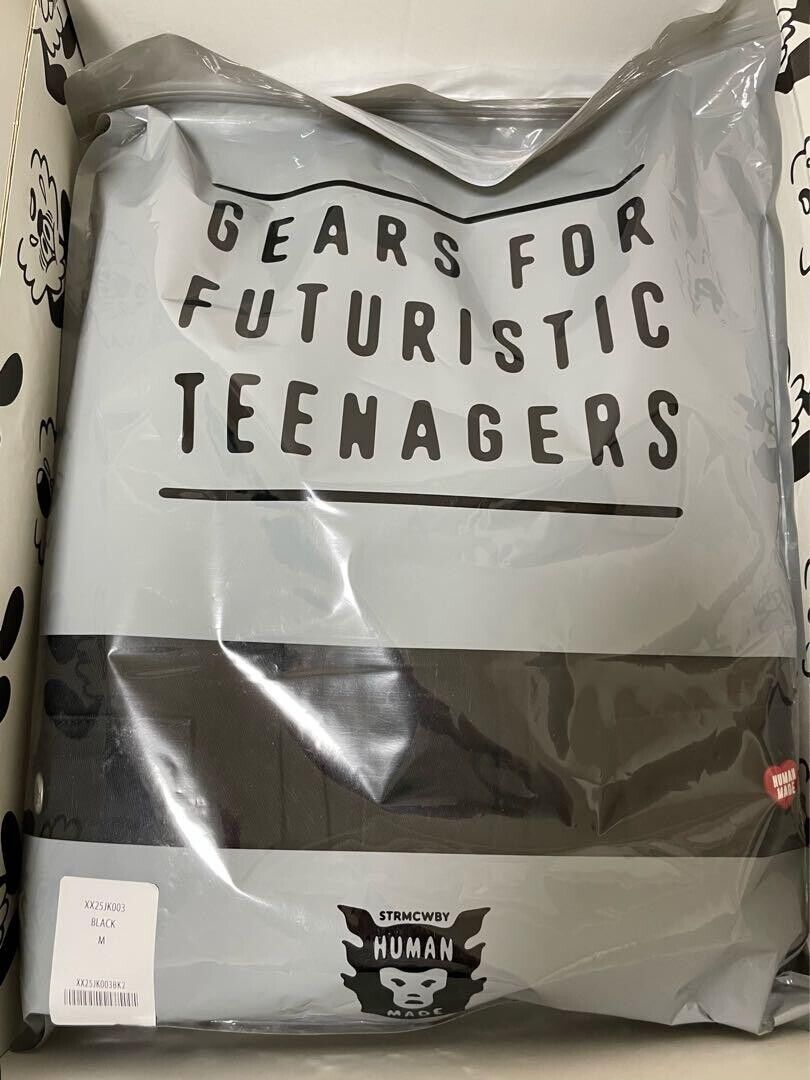 GEARS FOR
FUTURISTIC
TEENAGERS
HUMAN
MADE
XX25JK003
BLACK
M
XX25JK003BK2
STRMCWBY
HUMAN
MADE